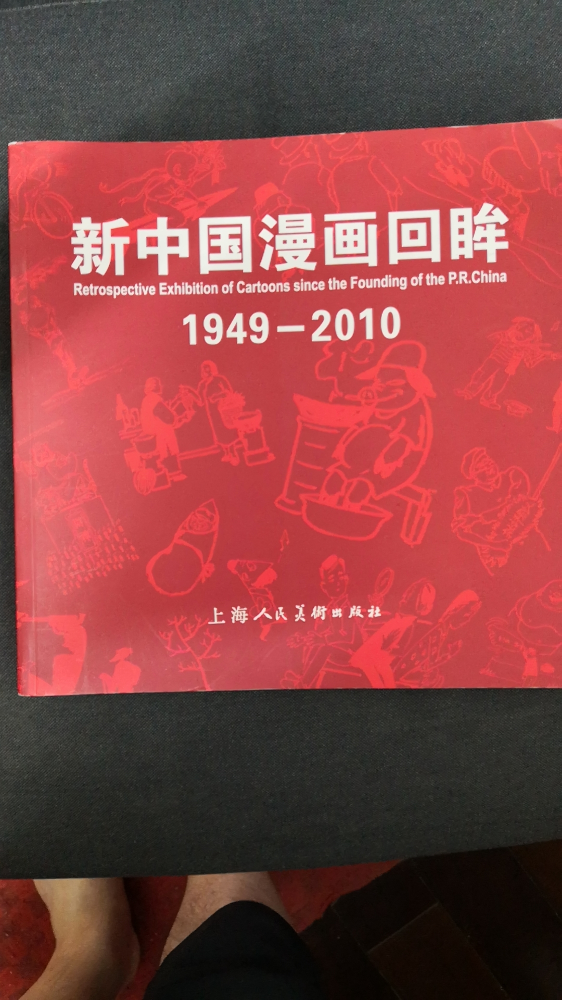 新中国漫画回眸
Retrospective Exhibition of Cartoons since the Founding of the P.R.China
1949－2010
上海人民美術出版社